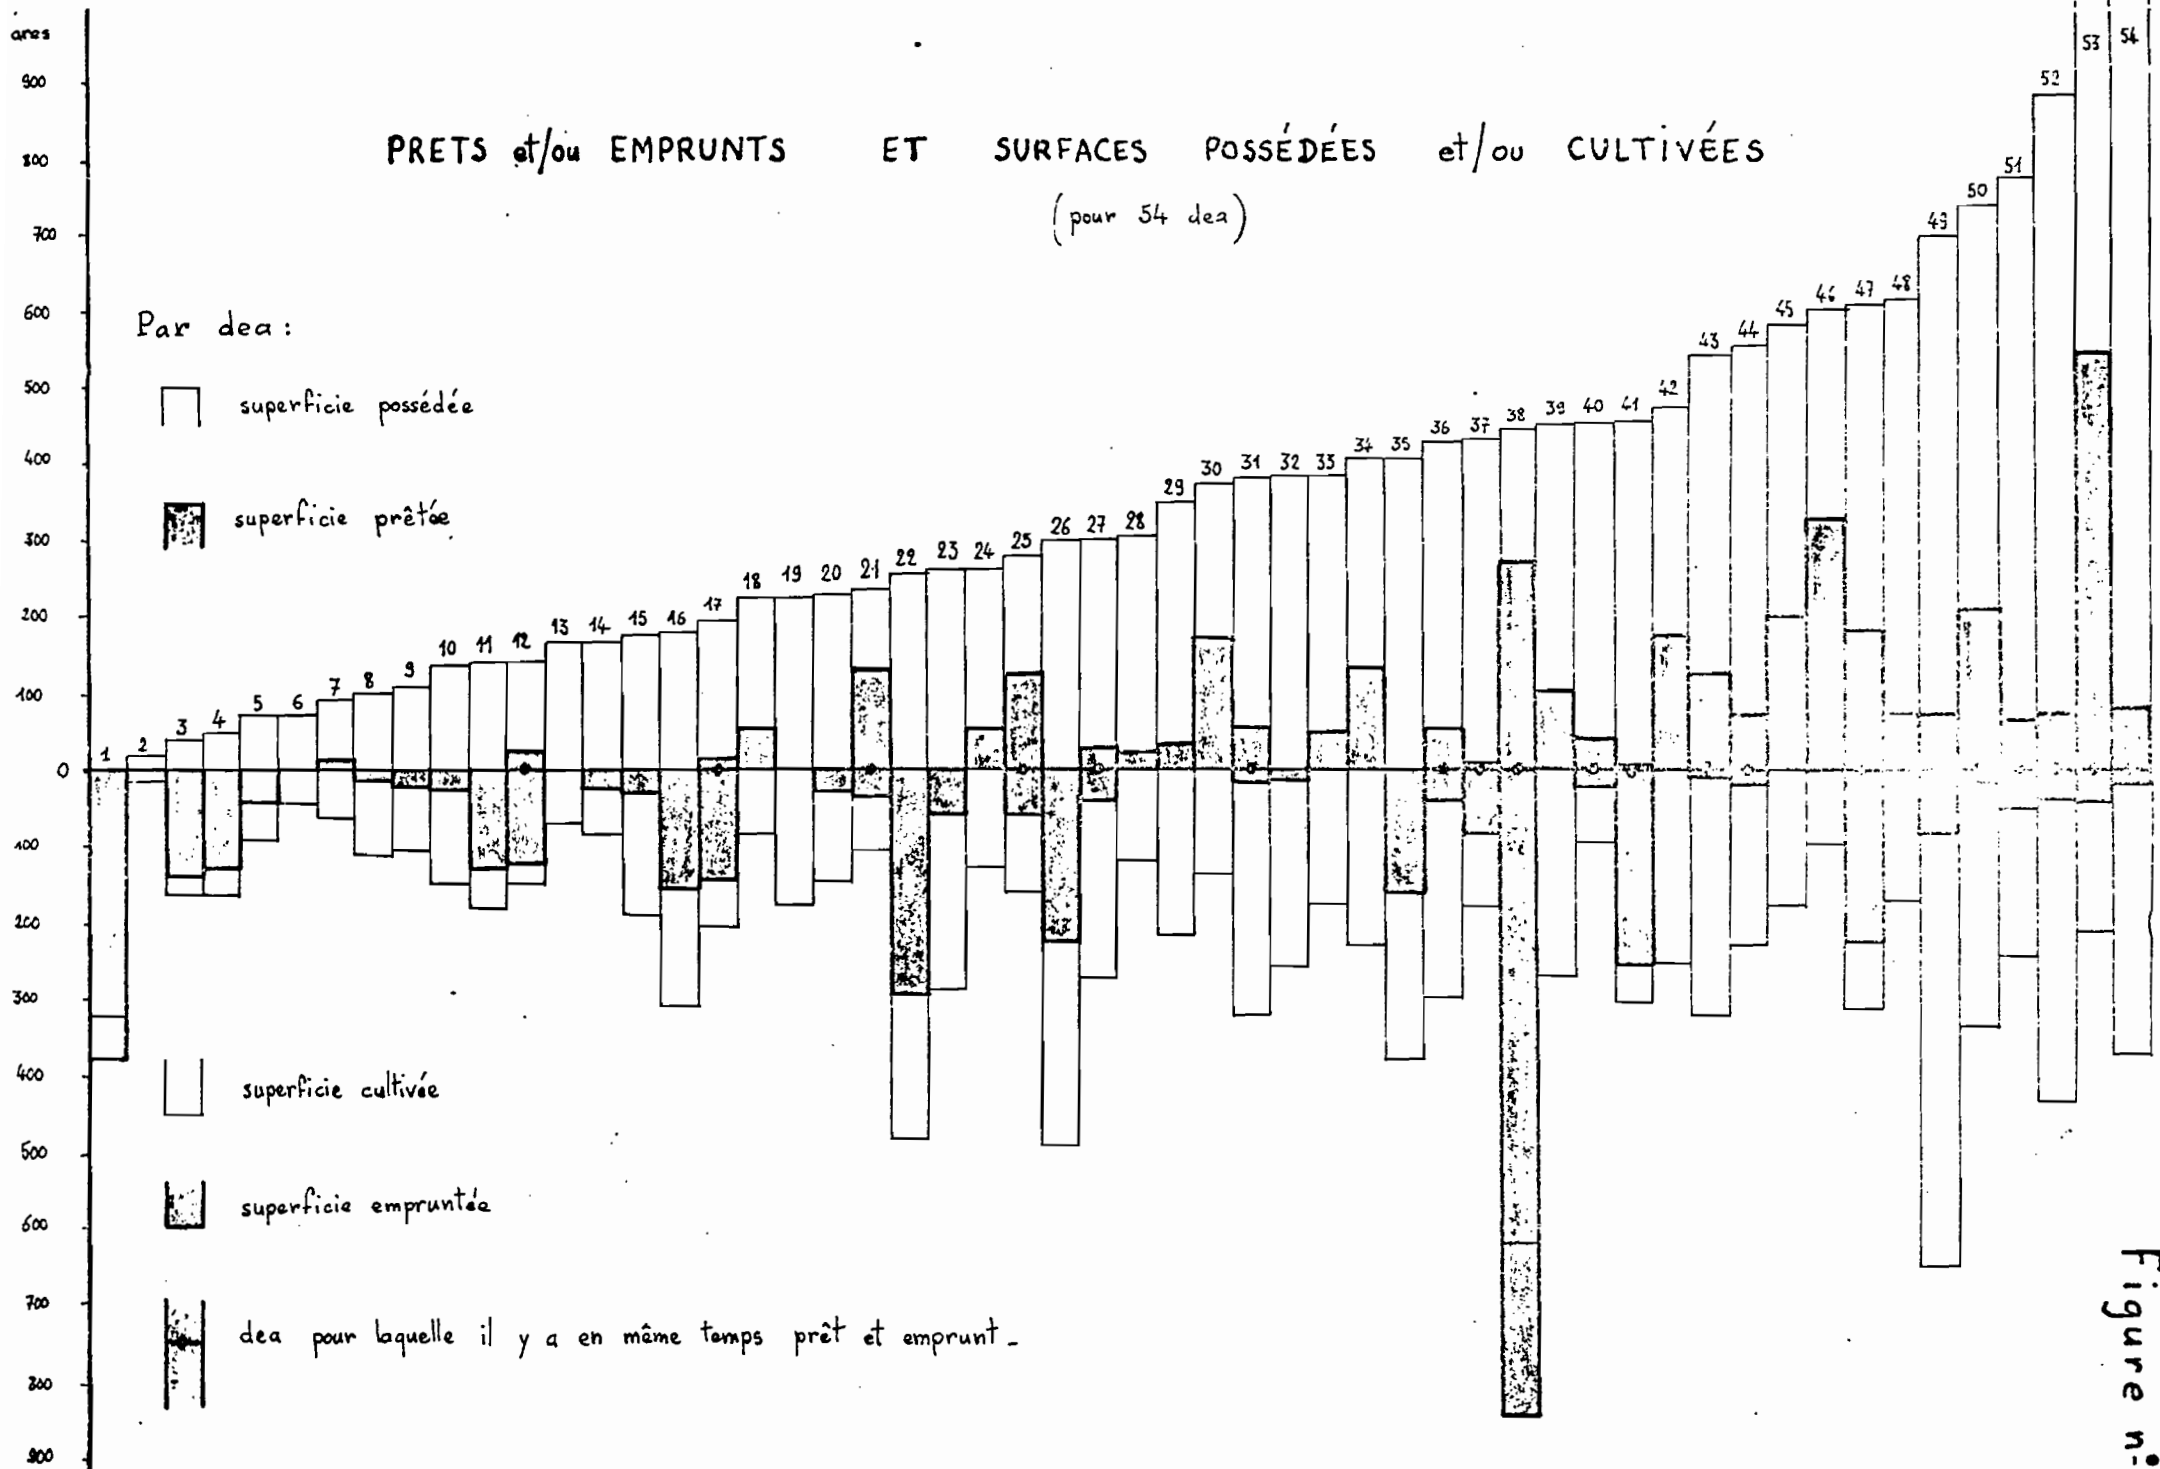 ares
900
800
700
600
500
400
300
200
100
0
100
200
300
400
500
600
700
800
900
PRETS et/ou EMPRUNTS ET SURFACES POSSÉDÉES et/ou CULTIVÉES
(pour 54 dea)
Par dea :
superficie possédée
superficie prêtée
superficie cultivée
superficie empruntée
dea pour laquelle il y a en même temps prêt et emprunt -
1 2 3 4 5 6 7 8 9 10 11 12 13 14 15 16 17 18 19 20 21 22 23 24 25 26 27 28 29 30 31 32 33 34 35 36 37 38 39 40 41 42 43 44 45 46 47 48 49 50 51 52 53 54
Figure n°